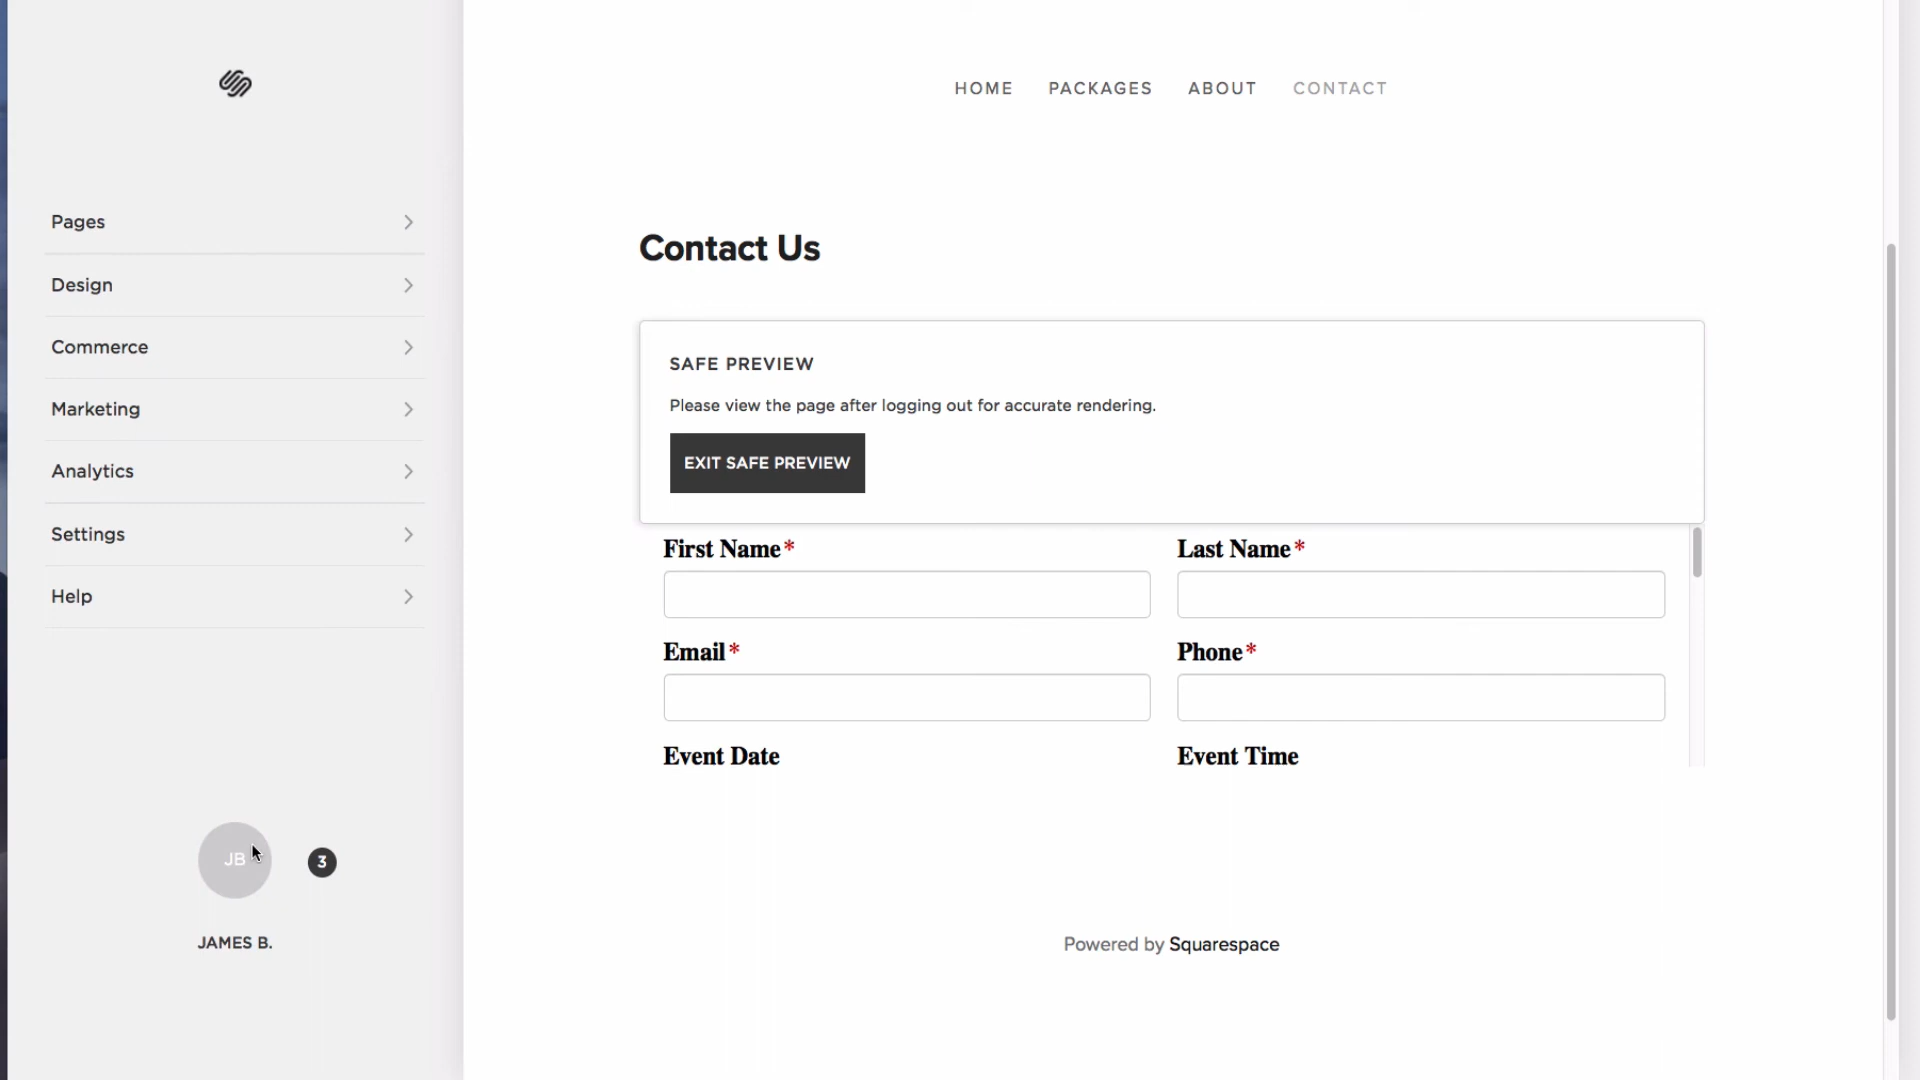 Pages
Design
Commerce
Marketing
Analytics
Settings
Help
JB
3
JAMES B.
HOME PACKAGES ABOUT CONTACT
Contact Us
SAFE PREVIEW
Please view the page after logging out for accurate rendering.
EXIT SAFE PREVIEW
First Name* Last Name*
Email* Phone*
Event Date Event Time
Powered by Squarespace